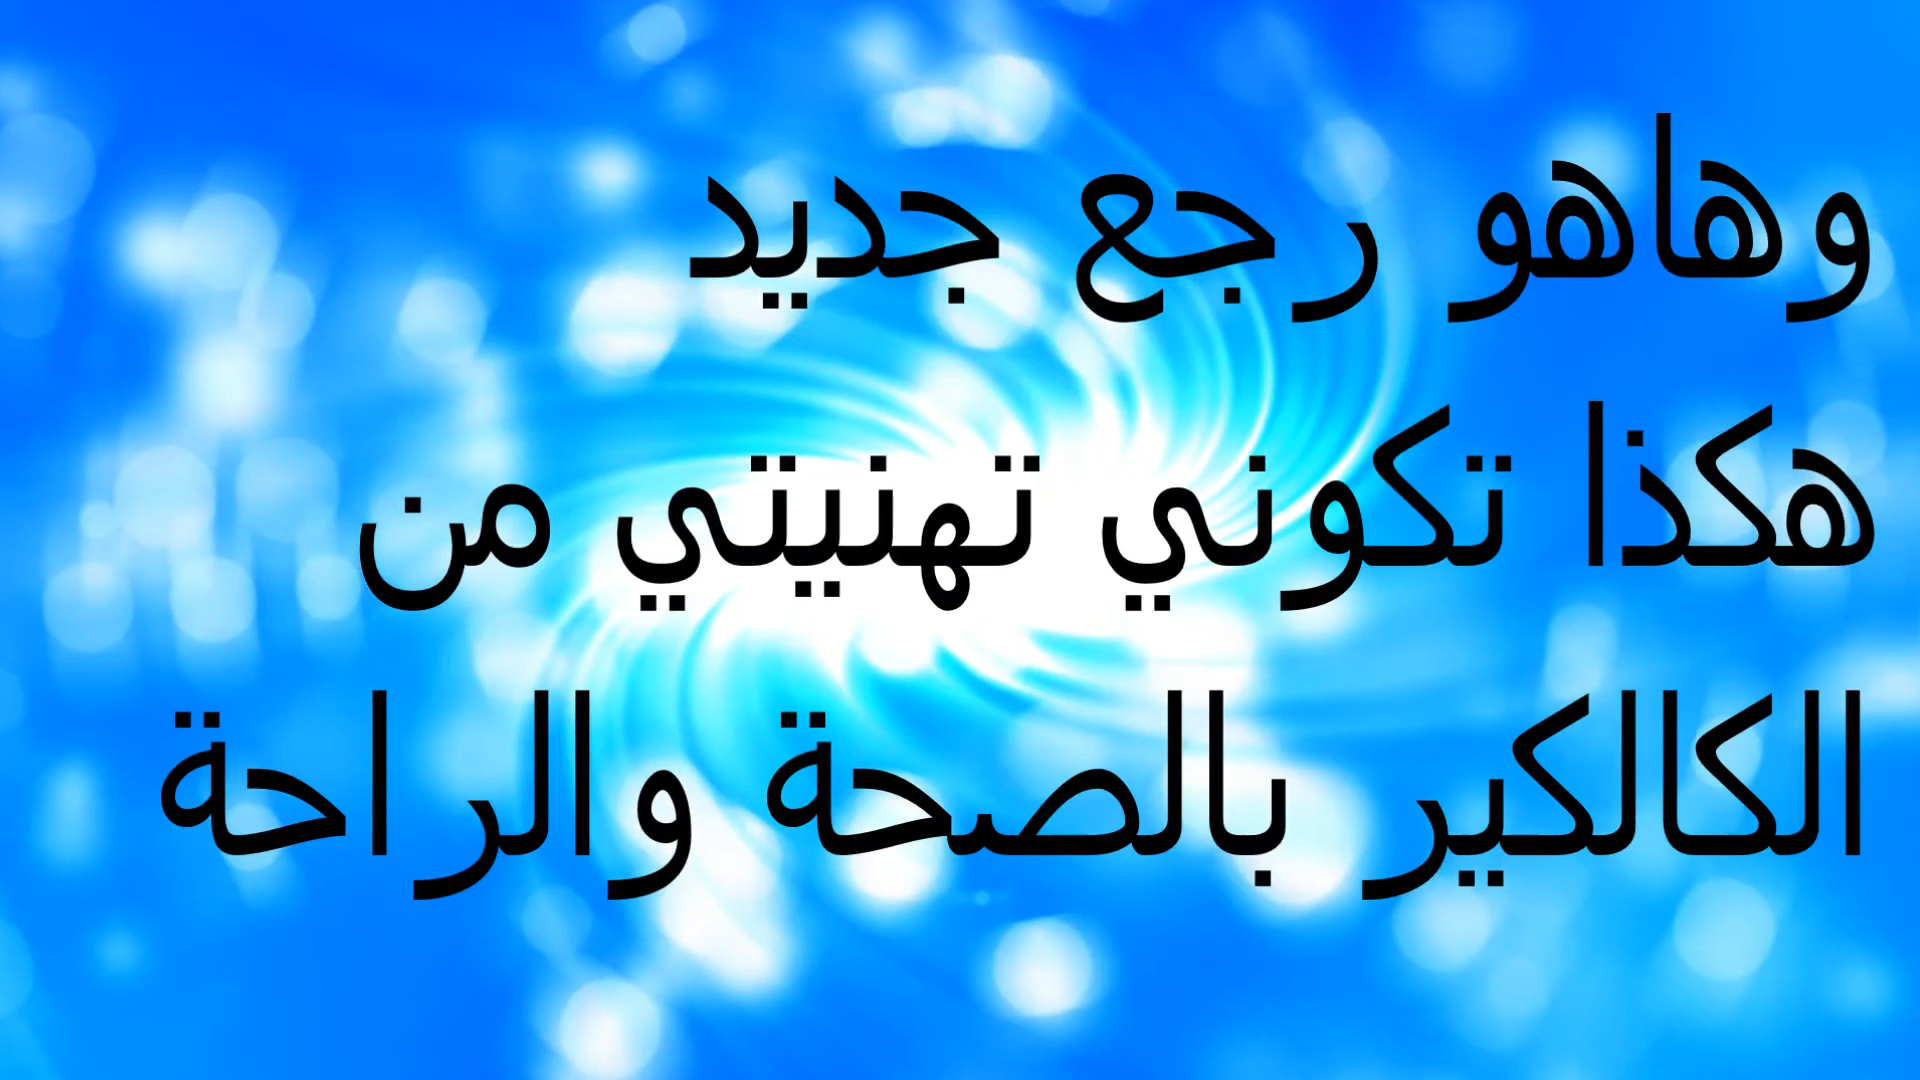 وهاهو رجع جديد
هكذا تكوني تهنيتي من
الكالكير بالصحة والراحة